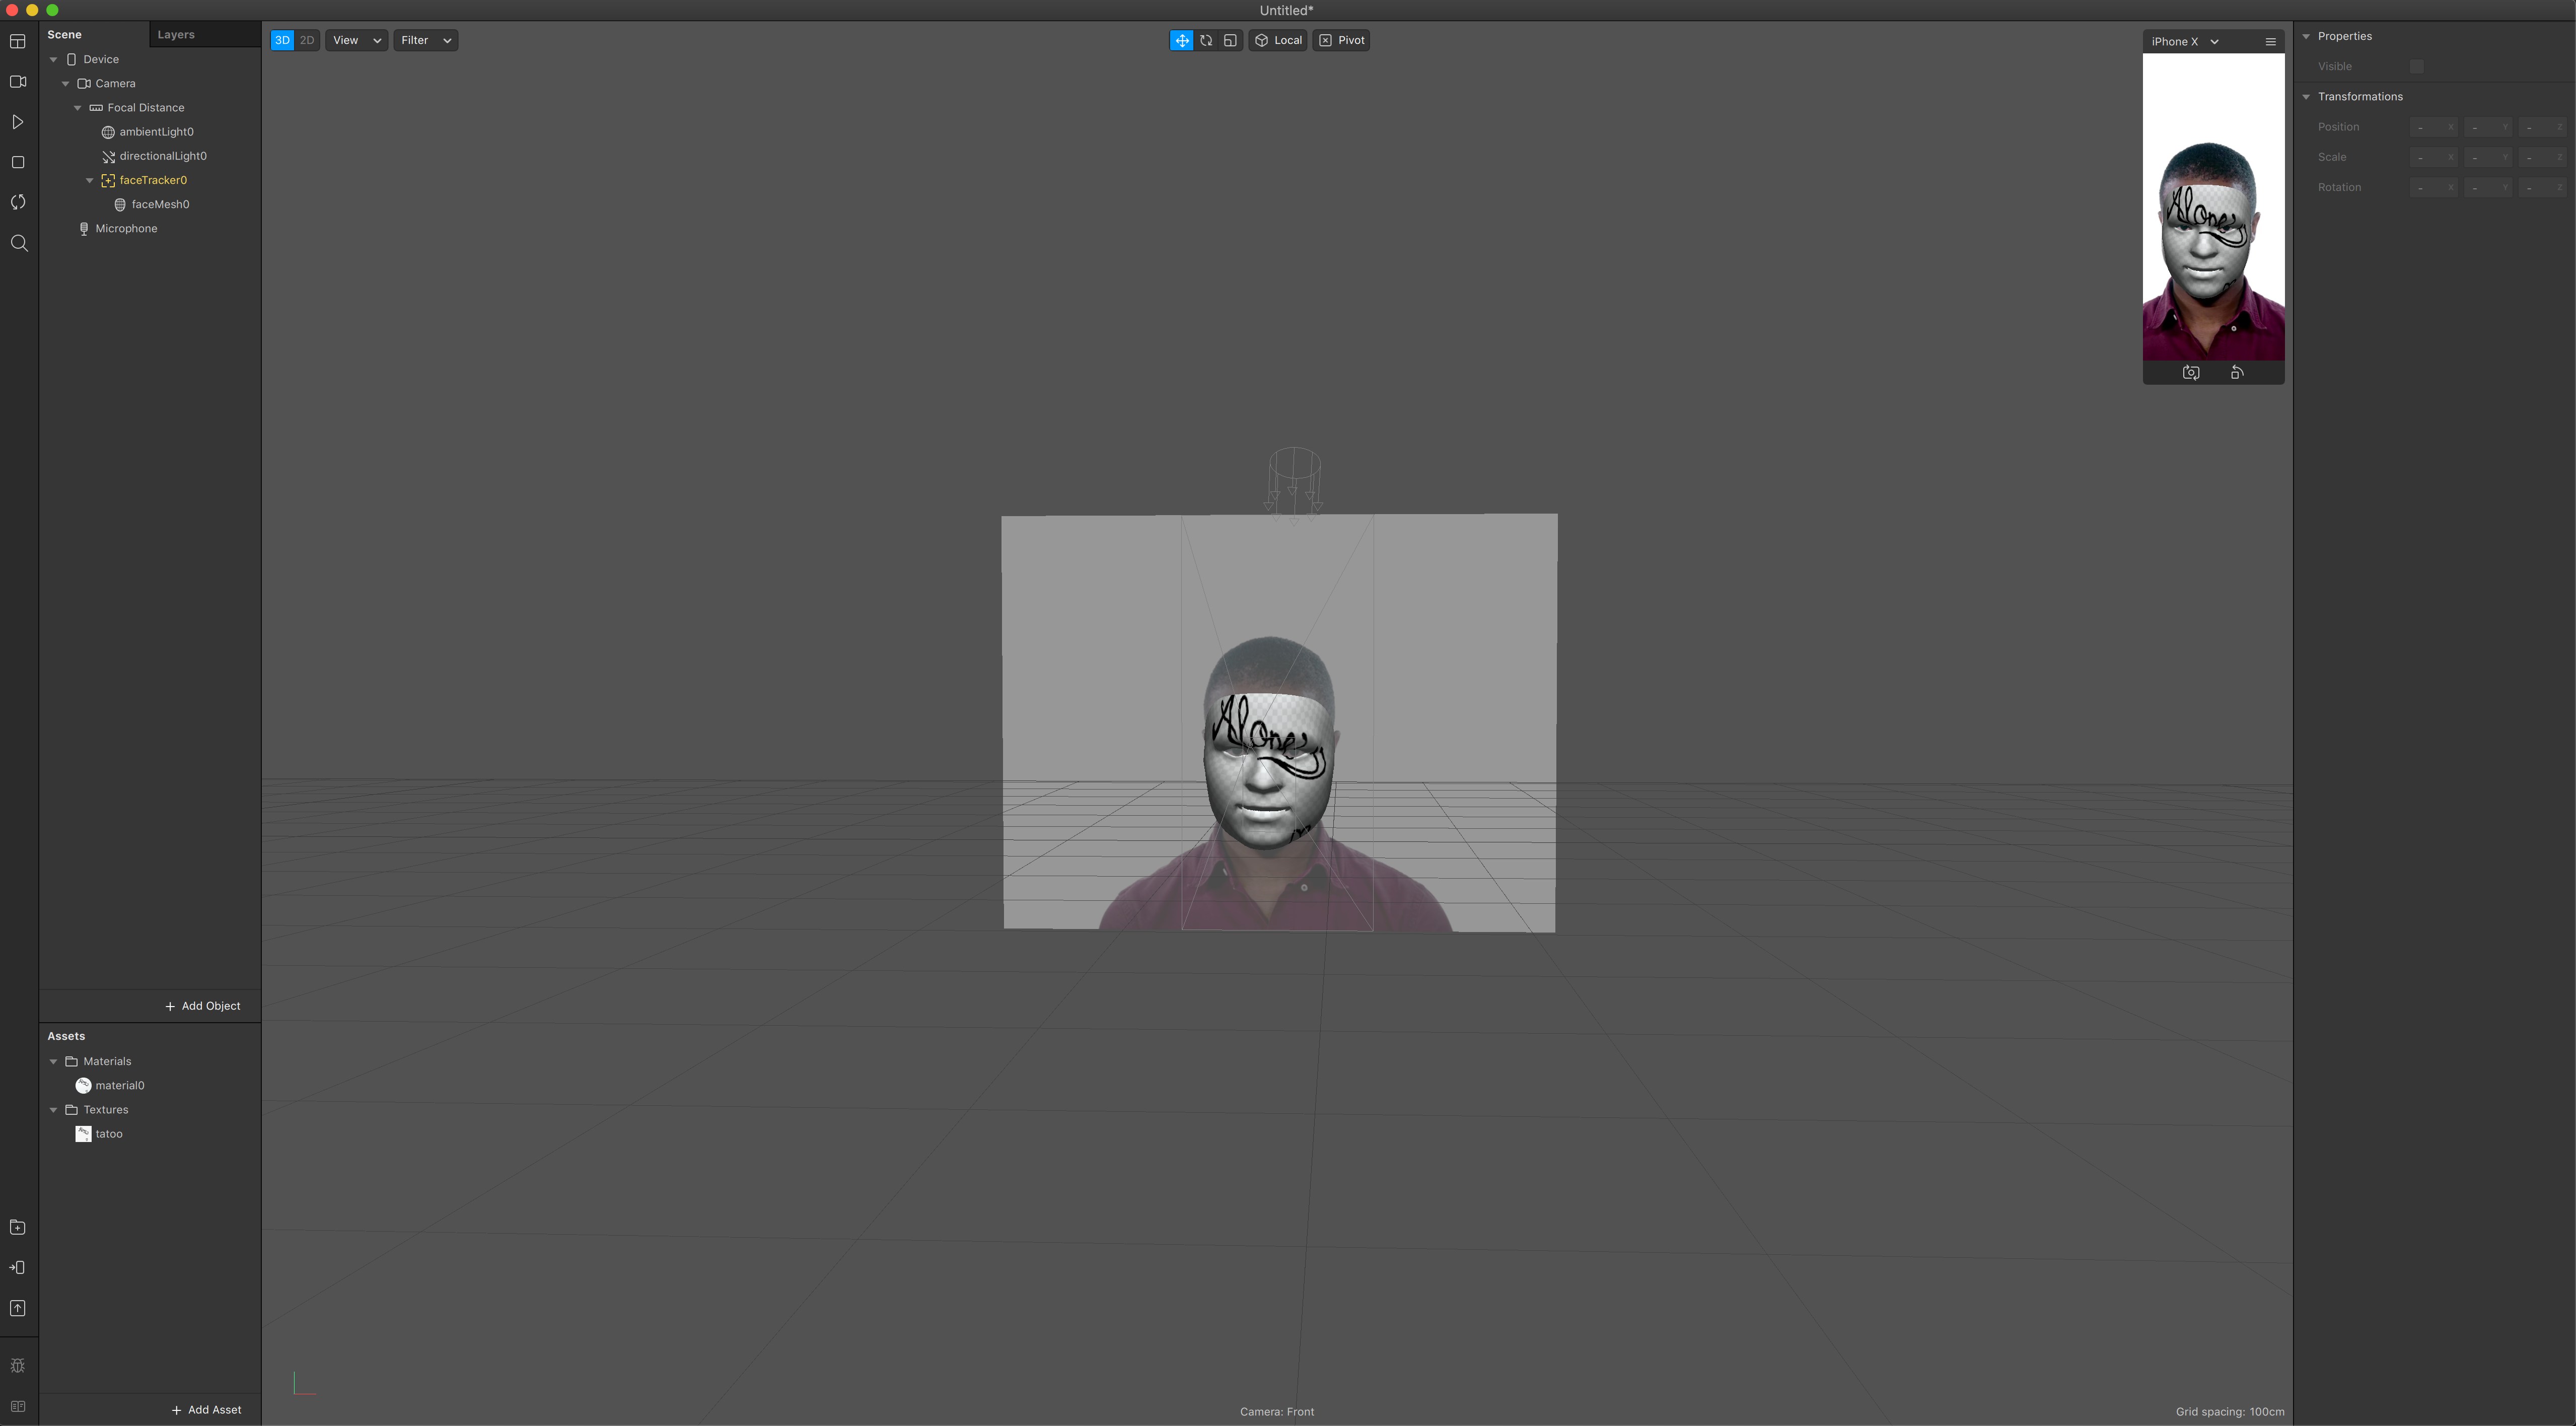 Untitled*
Scene
Layers
Device
Camera
Focal Distance
ambientLight0
directionalLight0
faceTracker0
faceMesh0
Microphone
+ Add Object
Assets
Materials
material0
Textures
tatoo
+ Add Asset
3D 2D View Filter
Local Pivot
iPhone X
Alone
Alone
Camera: Front
Grid spacing: 100cm
Properties
Visible
Transformations
Position - X - Y - Z
Scale - X - Y - Z
Rotation - X - Y - Z